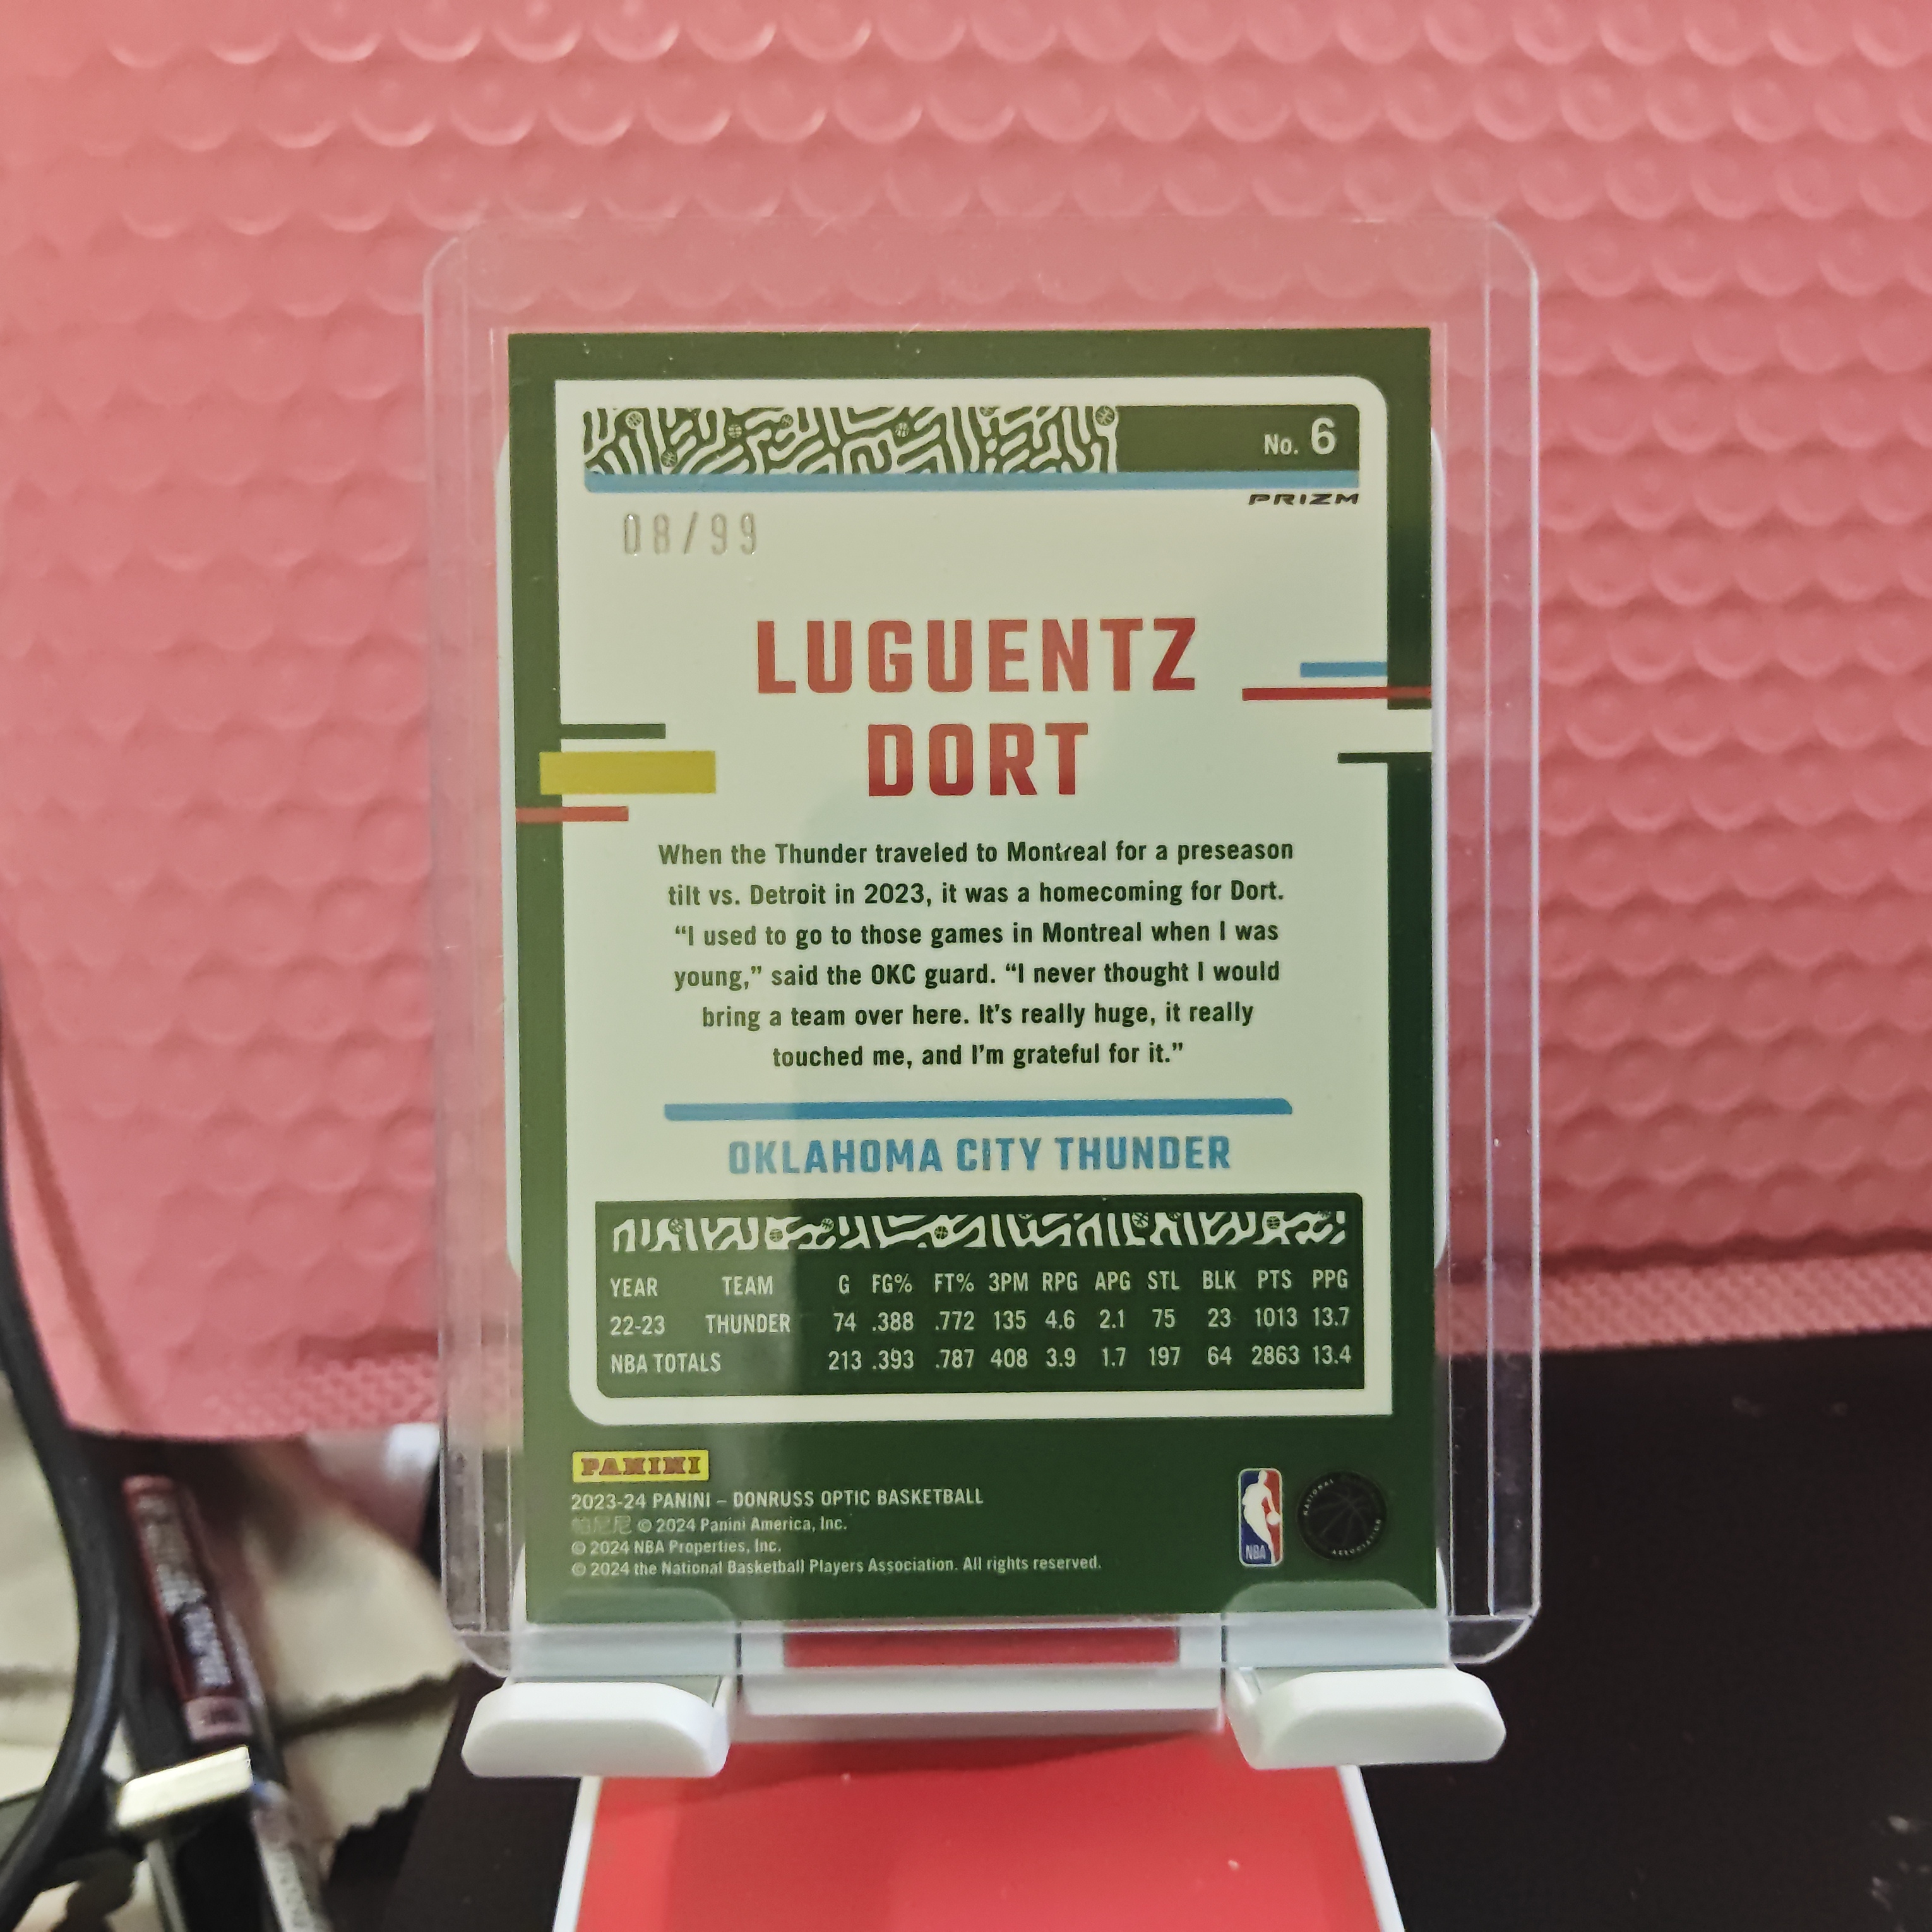 No. 6
PRIZM
08/99
LUGUENTZ
DORT
When the Thunder traveled to Montreal for a preseason
tilt vs. Detroit in 2023, it was a homecoming for Dort.
“I used to go to those games in Montreal when I was
young,” said the OKC guard. “I never thought I would
bring a team over here. It’s really huge, it really
touched me, and I’m grateful for it.”
OKLAHOMA CITY THUNDER
YEAR TEAM G FG% FT% 3PM RPG APG STL BLK PTS PPG
22-23 THUNDER 74 .388 .772 135 4.6 2.1 75 23 1013 13.7
NBA TOTALS 213 .393 .787 408 3.9 1.7 197 64 2863 13.4
PANINI
2023-24 PANINI – DONRUSS OPTIC BASKETBALL
帕尼尼 © 2024 Panini America, Inc.
© 2024 NBA Properties, Inc.
© 2024 the National Basketball Players Association. All rights reserved.
NBA
NATIONAL
ASSOCIATION